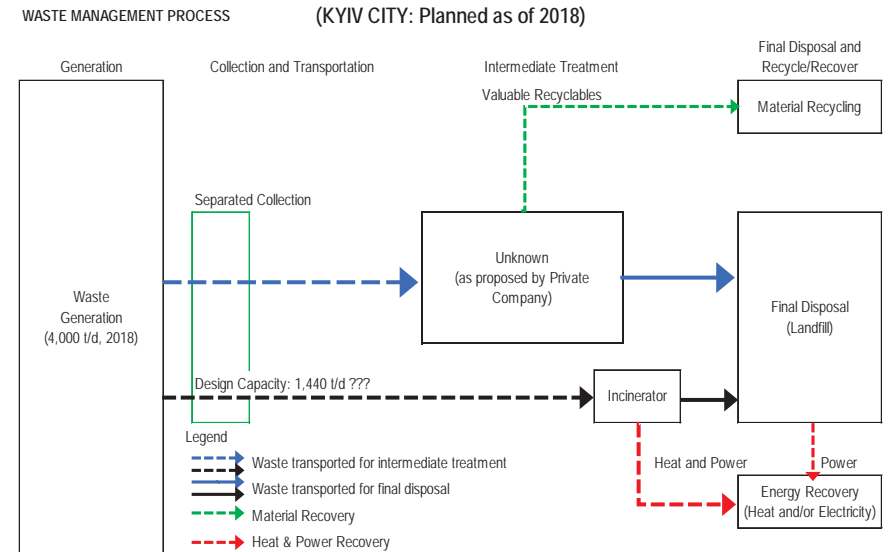 WASTE MANAGEMENT PROCESS
(KYIV CITY: Planned as of 2018)
Generation
Collection and Transportation
Intermediate Treatment
Final Disposal and
Recycle/Recover
Valuable Recyclables
Material Recycling
Separated Collection
Unknown
(as proposed by Private
Company)
Waste
Generation
(4,000 t/d, 2018)
Final Disposal
(Landfill)
Design Capacity: 1,440 t/d ???
Incinerator
Legend
Waste transported for intermediate treatment
Waste transported for final disposal
Material Recovery
Heat & Power Recovery
Heat and Power
Power
Energy Recovery
(Heat and/or Electricity)